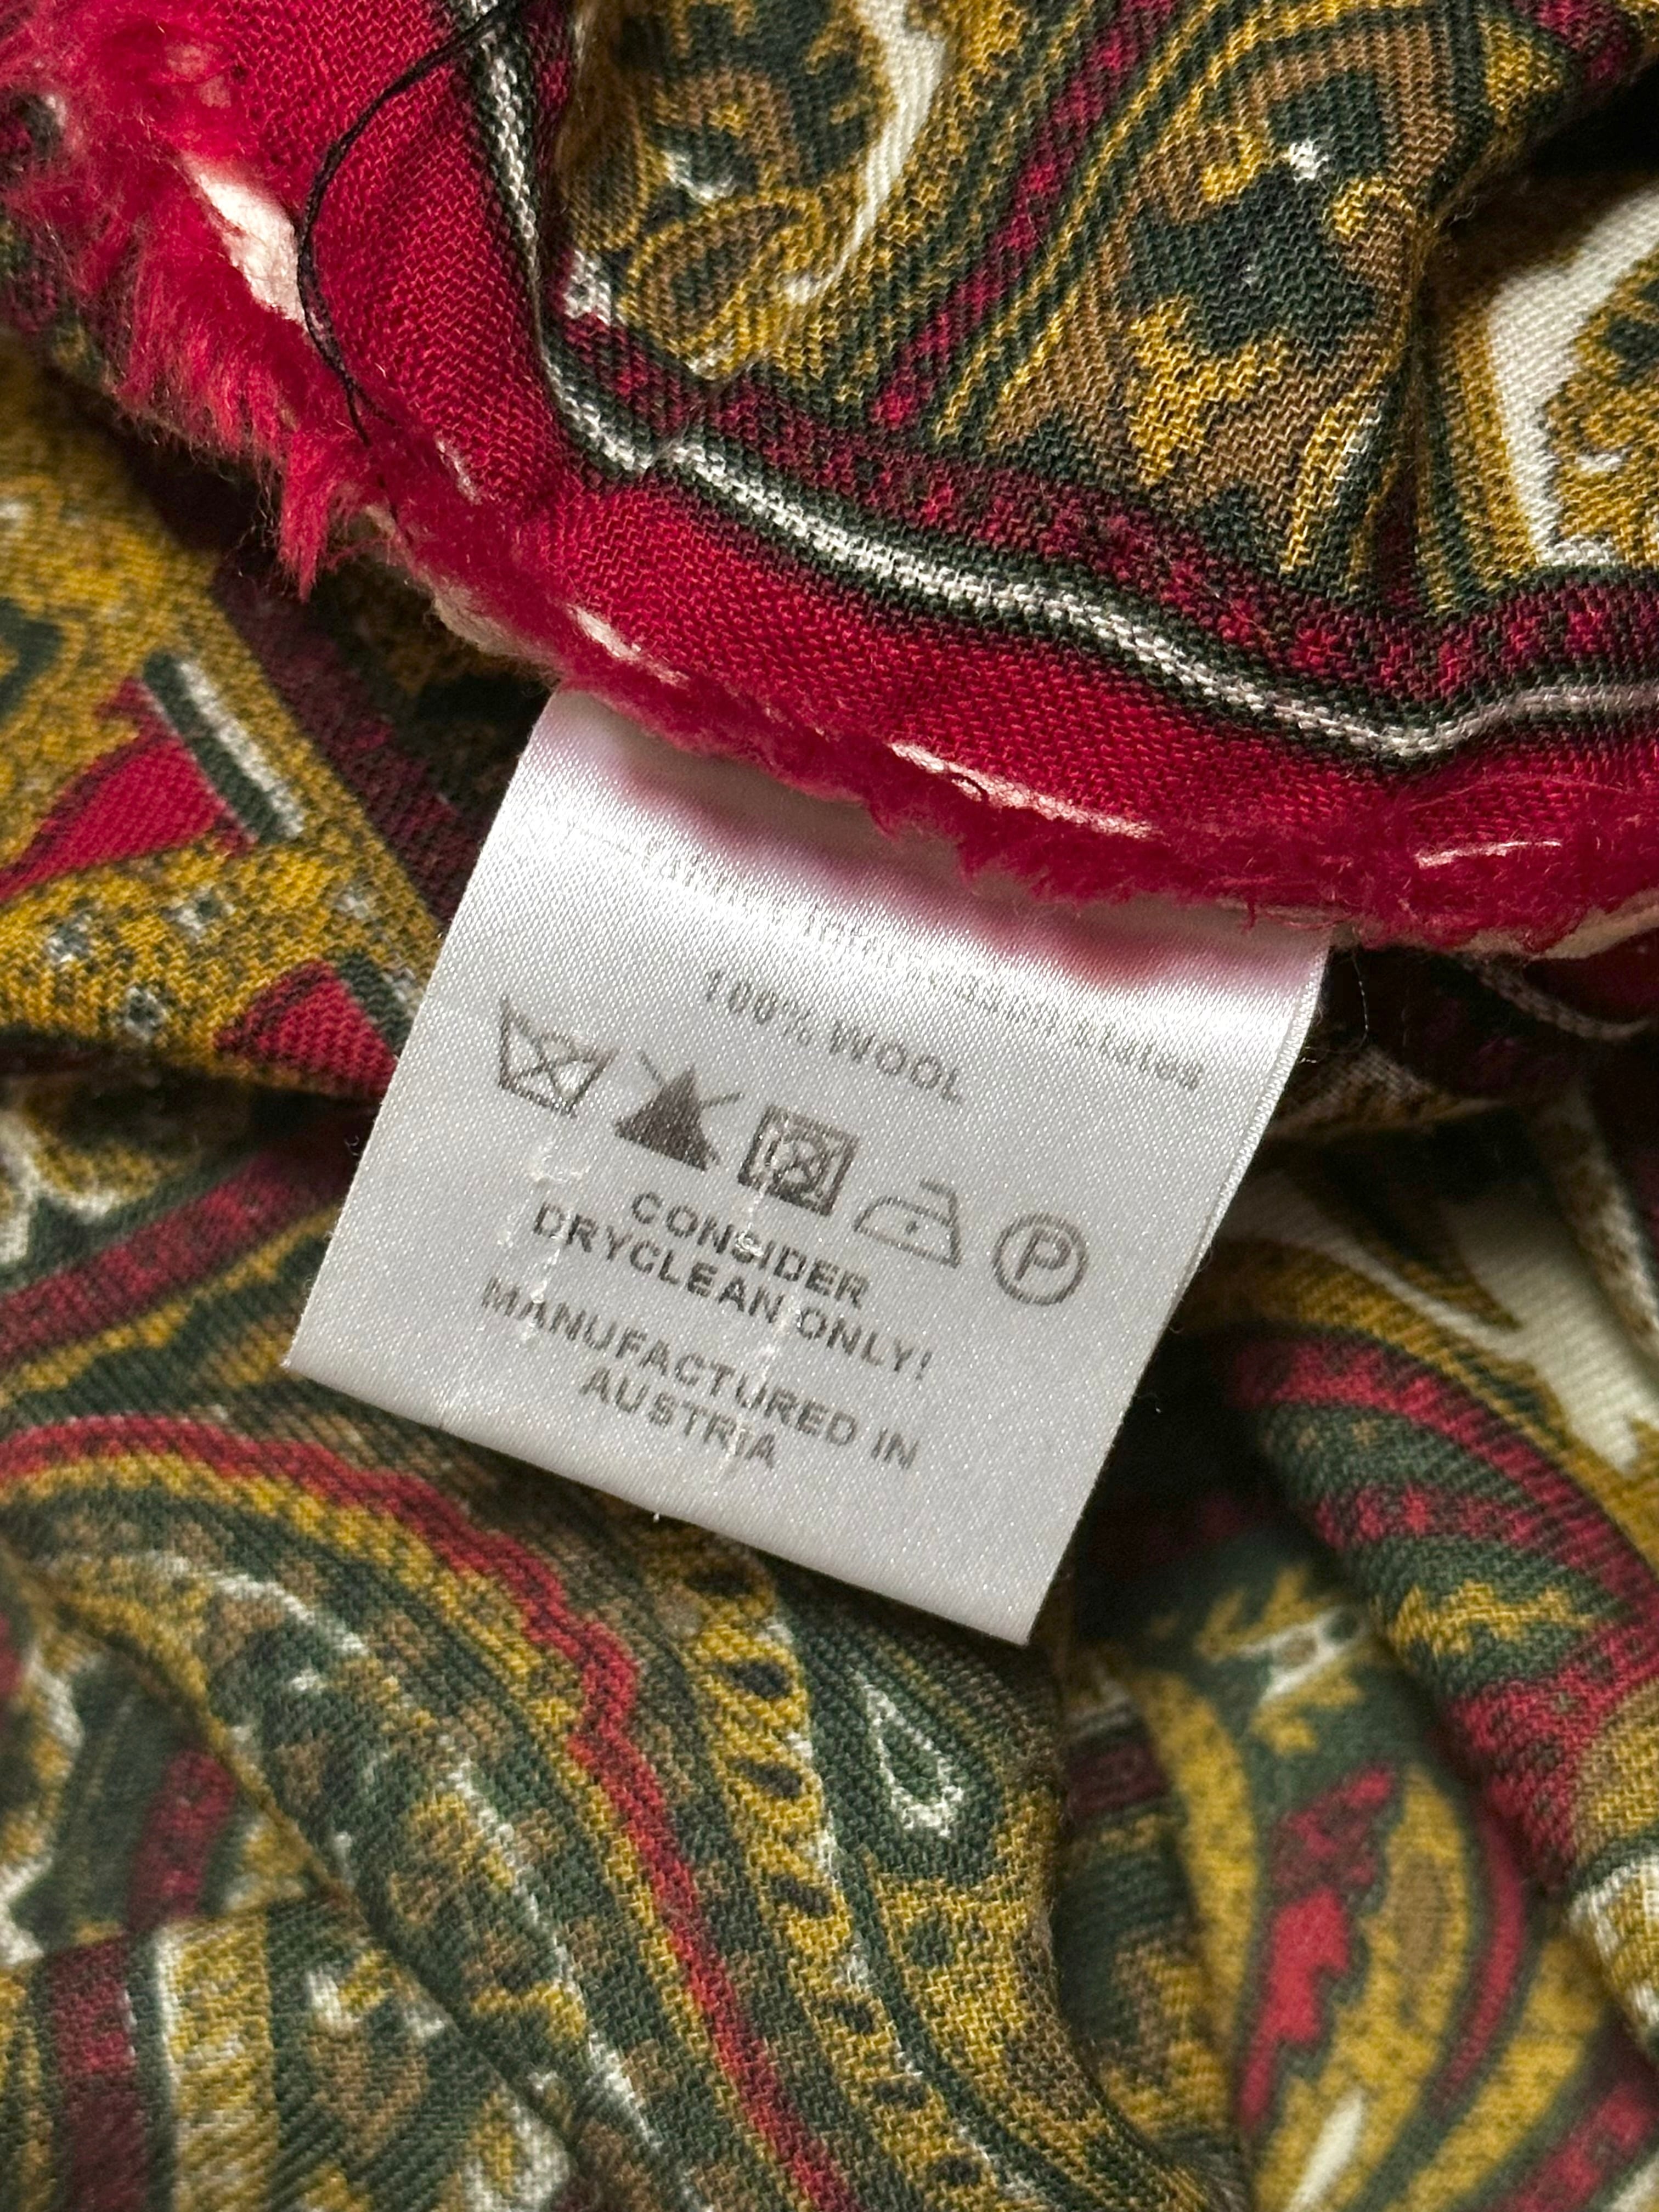 100% WOOL
P
CONSIDER
DRYCLEAN ONLY!
MANUFACTURED IN
AUSTRIA